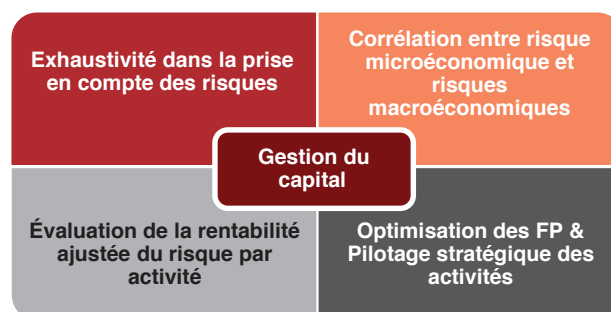 Exhaustivité dans la prise
en compte des risques
Corrélation entre risque
microéconomique et
risques
macroéconomiques
Gestion du
capital
Évaluation de la rentabilité
ajustée du risque par
activité
Optimisation des FP &
Pilotage stratégique des
activités